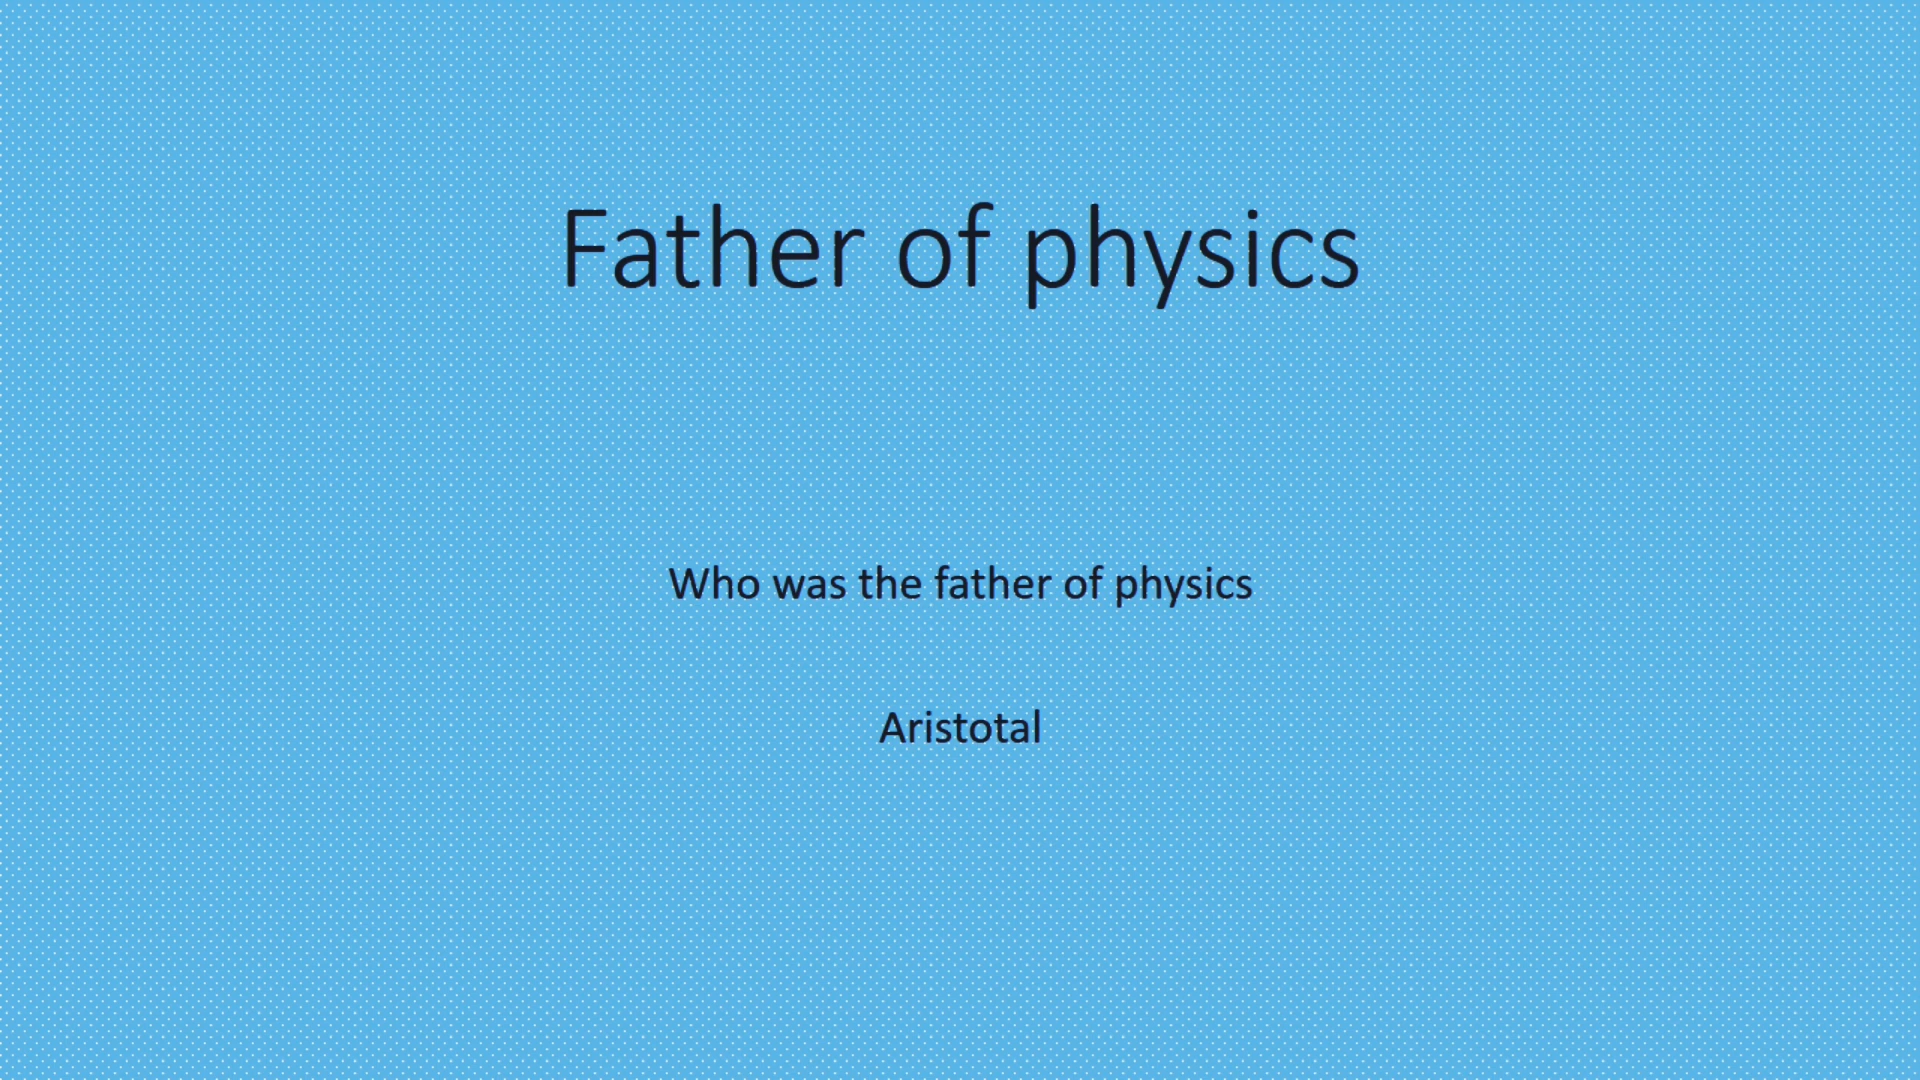 Father of physics
Who was the father of physics
Aristotal